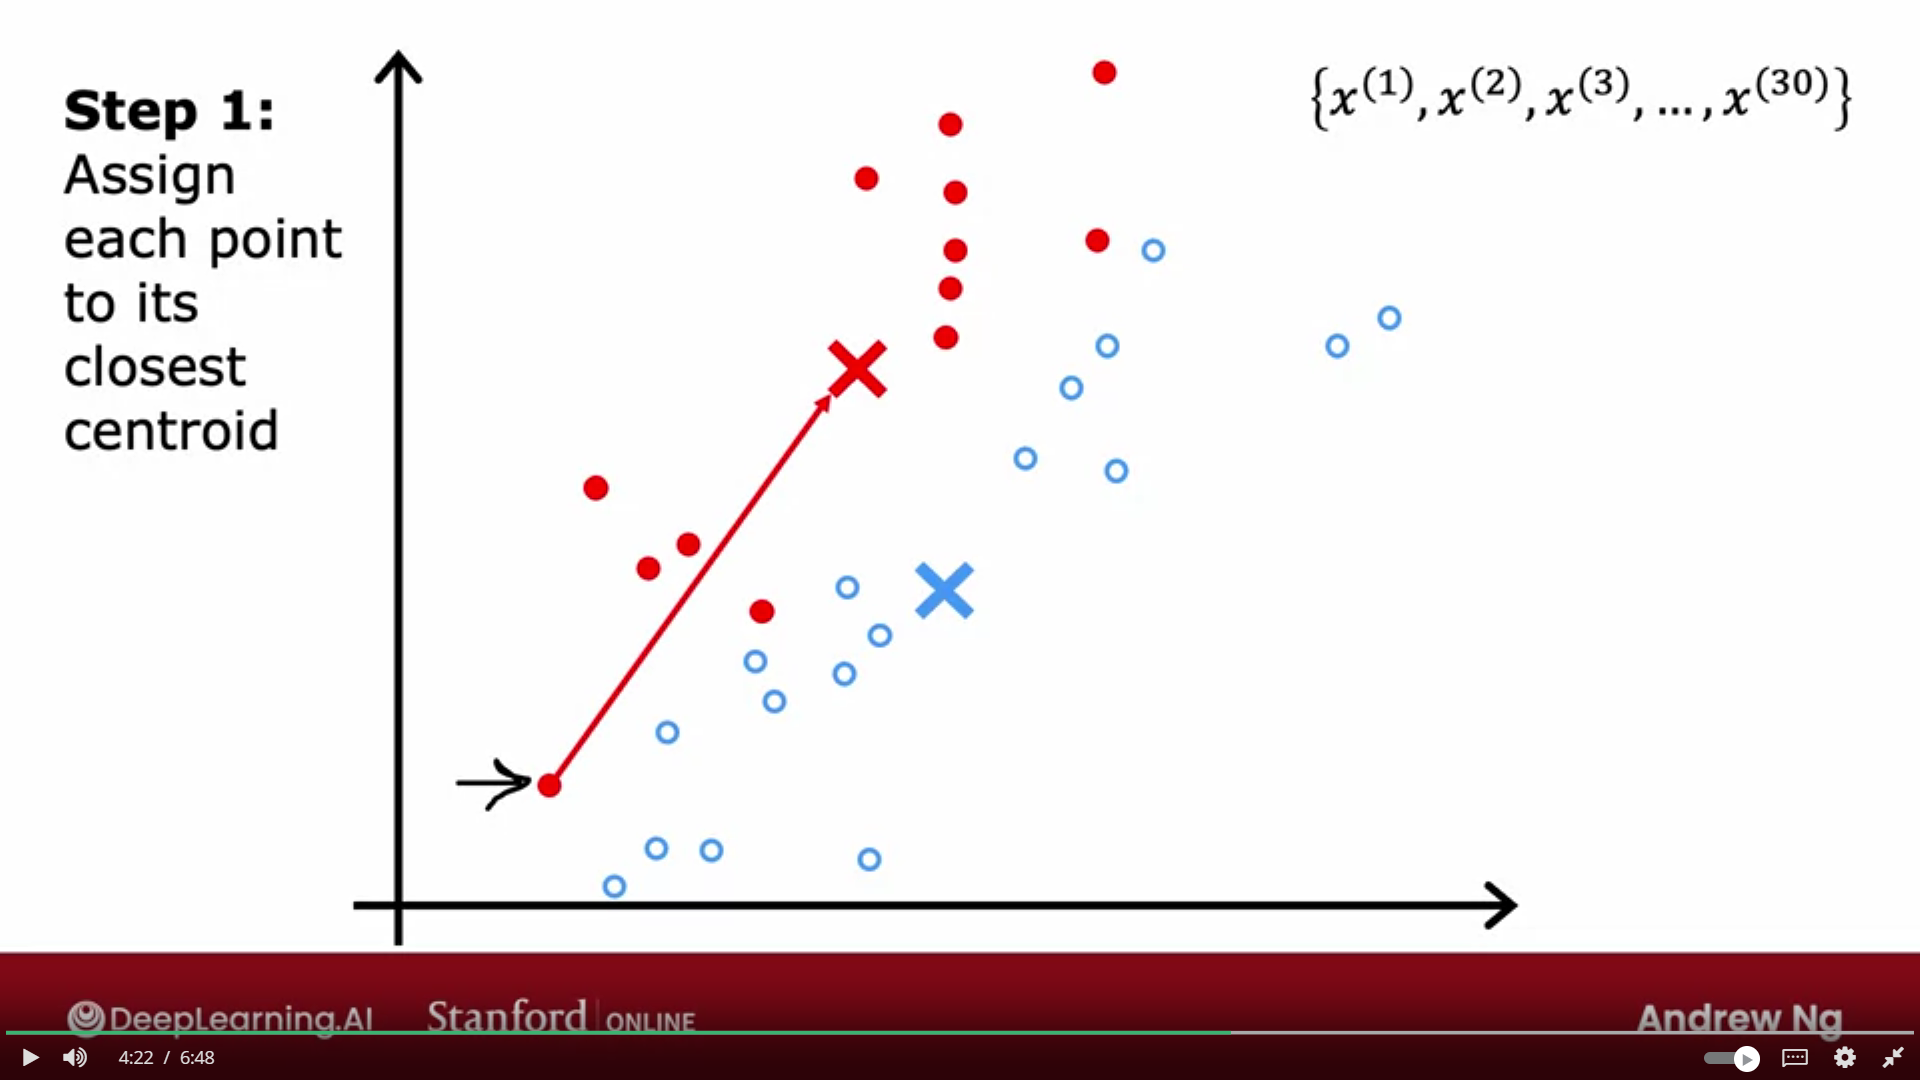 Step 1:
Assign
each point
to its
closest
centroid
{x⁽¹⁾, x⁽²⁾, x⁽³⁾, ..., x⁽³⁰⁾}
DeepLearning.AI
Stanford | ONLINE
Andrew Ng
4:22 / 6:48